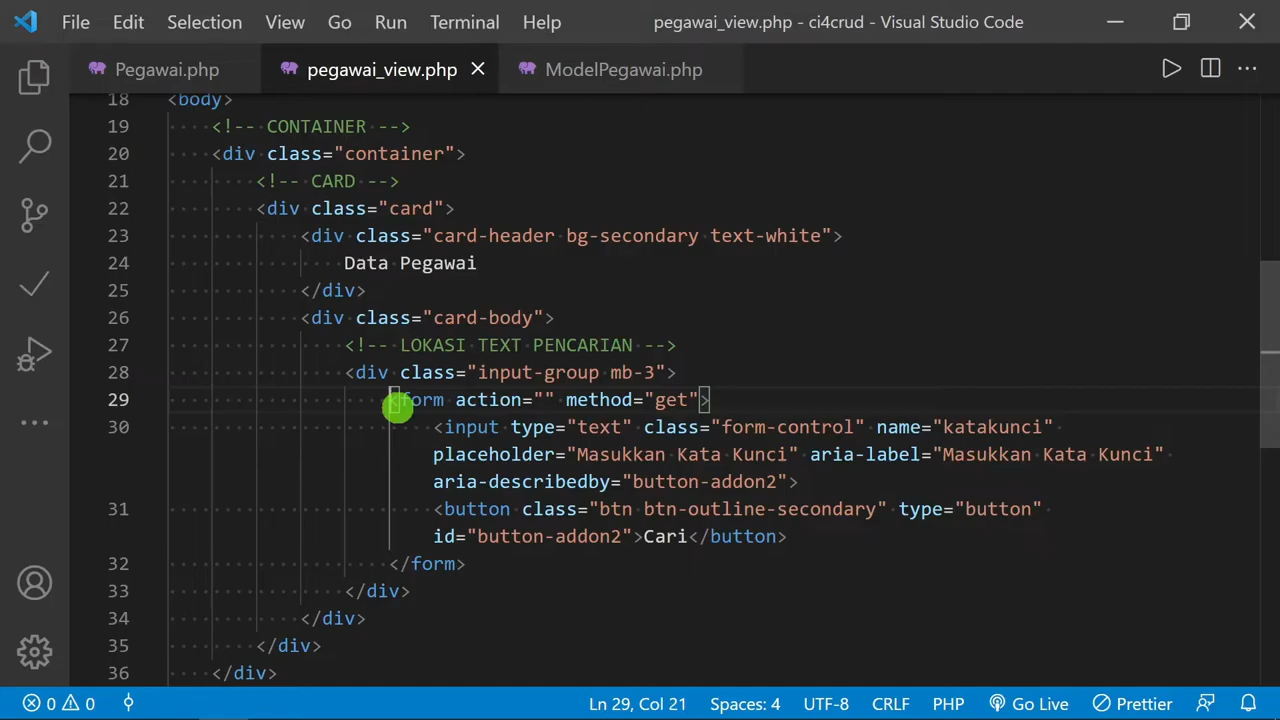 File Edit Selection View Go Run Terminal Help pegawai_view.php - ci4crud - Visual Studio Code
Pegawai.php pegawai_view.php ModelPegawai.php
18 <body>
19 <!-- CONTAINER -->
20 <div class="container">
21 <!-- CARD -->
22 <div class="card">
23 <div class="card-header bg-secondary text-white">
24 Data Pegawai
25 </div>
26 <div class="card-body">
27 <!-- LOKASI TEXT PENCARIAN -->
28 <div class="input-group mb-3">
29 <form action="" method="get">
30 <input type="text" class="form-control" name="katakunci"
placeholder="Masukkan Kata Kunci" aria-label="Masukkan Kata Kunci"
aria-describedby="button-addon2">
31 <button class="btn btn-outline-secondary" type="button"
id="button-addon2">Cari</button>
32 </form>
33 </div>
34 </div>
35 </div>
36 </div>
0 0 Ln 29, Col 21 Spaces: 4 UTF-8 CRLF PHP Go Live Prettier